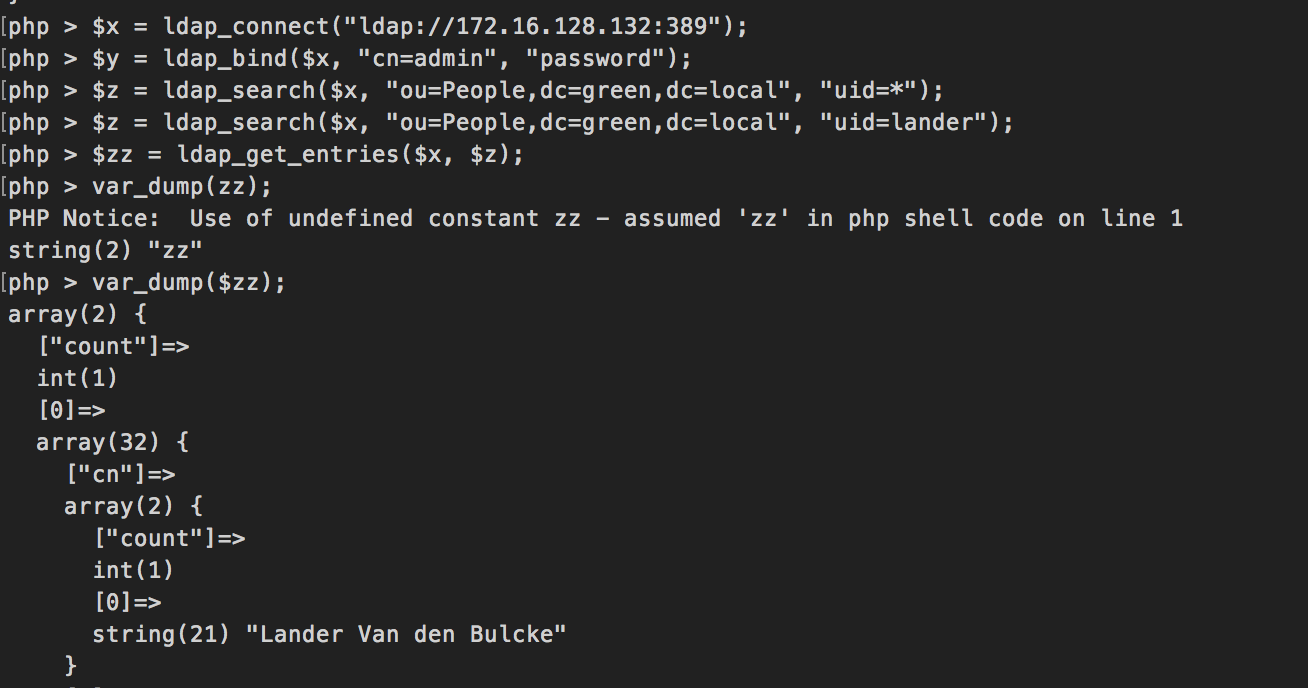 [php > $x = ldap_connect("ldap://172.16.128.132:389");
[php > $y = ldap_bind($x, "cn=admin", "password");
[php > $z = ldap_search($x, "ou=People,dc=green,dc=local", "uid=*");
[php > $z = ldap_search($x, "ou=People,dc=green,dc=local", "uid=lander");
[php > $zz = ldap_get_entries($x, $z);
[php > var_dump(zz);
PHP Notice:  Use of undefined constant zz - assumed 'zz' in php shell code on line 1
string(2) "zz"
[php > var_dump($zz);
array(2) {
  ["count"]=>
  int(1)
  [0]=>
  array(32) {
    ["cn"]=>
    array(2) {
      ["count"]=>
      int(1)
      [0]=>
      string(21) "Lander Van den Bulcke"
    }